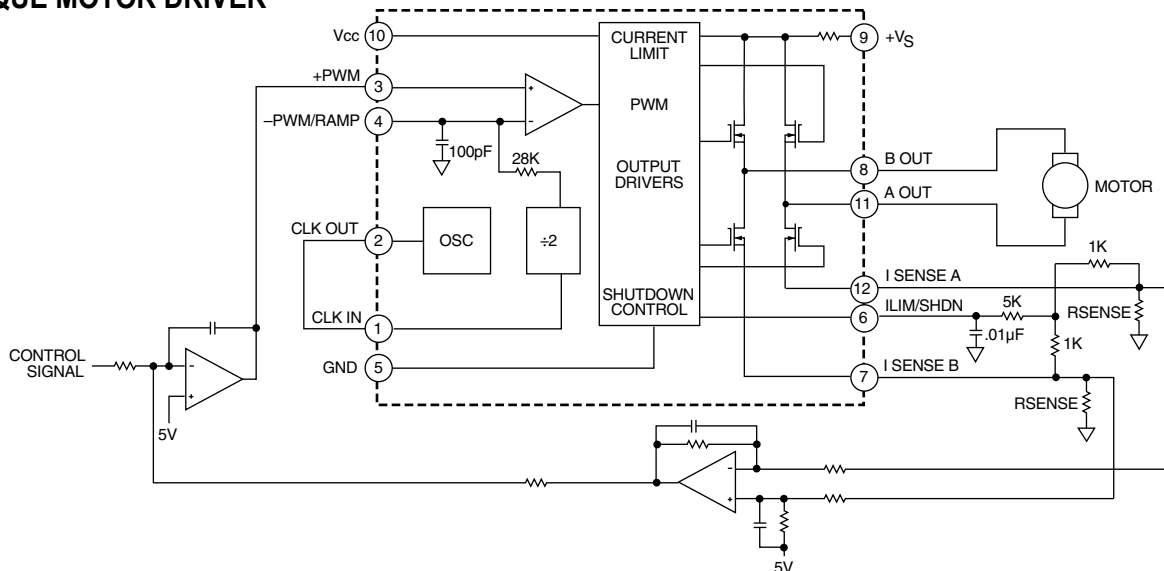 QUE MOTOR DRIVER
Vcc
10
CURRENT
LIMIT
9
+VS
+PWM
3
+
PWM
–PWM/RAMP
4
–
100pF
28K
OUTPUT
DRIVERS
8
B OUT
MOTOR
11
A OUT
CLK OUT
2
OSC
÷2
1K
12
I SENSE A
SHUTDOWN
CONTROL
6
ILIM/SHDN
5K
RSENSE
.01µF
CLK IN
1
1K
CONTROL
SIGNAL
–
+
5V
GND
5
7
I SENSE B
RSENSE
–
+
5V